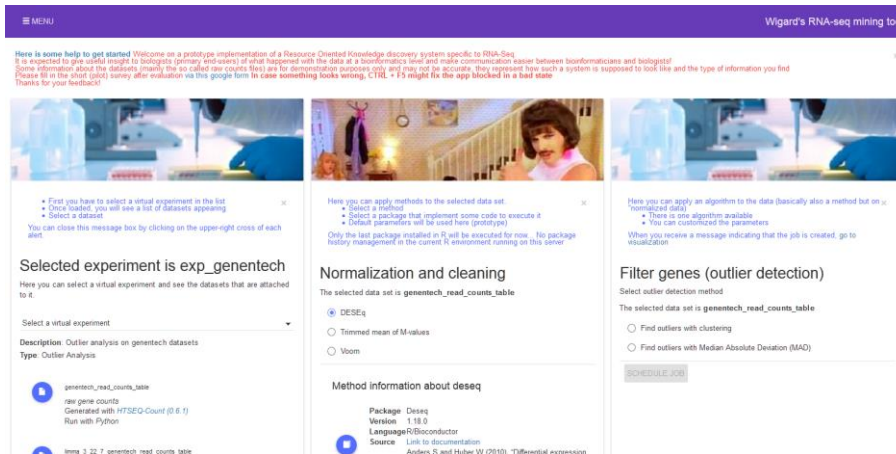 MENU
Wigard's RNA-seq mining to
Here is some help to get started Welcome on a prototype implementation of a Resource Oriented Knowledge discovery system specific to RNA-Seq
It is expected to give useful insight to biologists (primary end-users) of what happened with the data at a bioinformatics level and make communication easier between bioinformaticians and biologists!
Some information about the datasets (mainly the so called raw counts files) are for demonstration purposes only and may not be accurate, they represent how such a system is supposed to look like and the type of information you find
Please fill in the short (pilot) survey after evaluation via this google form In case something looks wrong, CTRL + F5 might fix the app blocked in a bad state
Thanks for your feedback!
First you have to select a virtual experiment in the list
Once loaded, you will see a list of datasets appearing
Select a dataset
You can close this message box by clicking on the upper-right cross of each
alert.
Selected experiment is exp_genentech
Here you can select a virtual experiment and see the datasets that are attached
to it.
Select a virtual experiment
Description: Outlier analysis on genentech datasets
Type: Outlier Analysis
genentech_read_counts_table
raw gene counts
Generated with HTSEQ-Count (0.6.1)
Run with Python
limma_3_22_7_genentech_read_counts_table
Here you can apply methods to the selected data set.
Select a method
Select a package that implement some code to execute it
Default parameters will be used here (prototype)
Only the last package installed in R will be executed for now... No package
history management in the current R environment running on this server
Normalization and cleaning
The selected data set is genentech_read_counts_table
DESeq
Trimmed mean of M-values
Voom
Method information about deseq
Package Deseq
Version 1.18.0
Language R/Bioconductor
Source Link to documentation
Anders S and Huber W (2010). "Differential expression
Here you can apply an algorithm to the data (basically also a method but on
"normalized data)
There is one algorithm available
You can customized the parameters
When you receive a message indicating that the job is created, go to
visualization
Filter genes (outlier detection)
Select outlier detection method
The selected data set is genentech_read_counts_table
Find outliers with clustering
Find outliers with Median Absolute Deviation (MAD)
SCHEDULE JOB